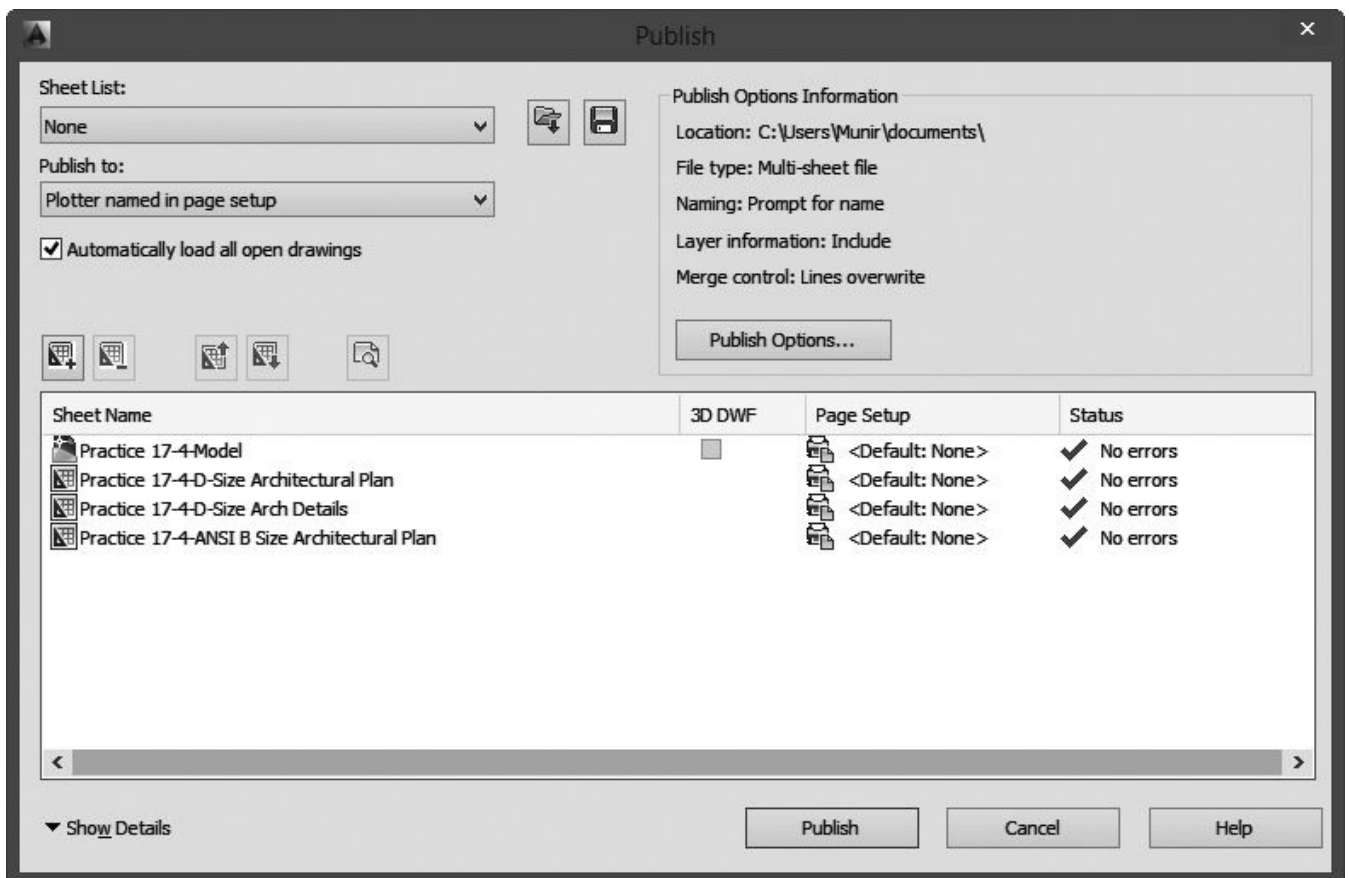 Publish
Sheet List:
None
Publish to:
Plotter named in page setup
Automatically load all open drawings
Publish Options Information
Location: C:\Users\Munir\documents\
File type: Multi-sheet file
Naming: Prompt for name
Layer information: Include
Merge control: Lines overwrite
Publish Options...
Sheet Name 3D DWF Page Setup Status
Practice 17-4-Model <Default: None> No errors
Practice 17-4-D-Size Architectural Plan <Default: None> No errors
Practice 17-4-D-Size Arch Details <Default: None> No errors
Practice 17-4-ANSI B Size Architectural Plan <Default: None> No errors
Show Details Publish Cancel Help